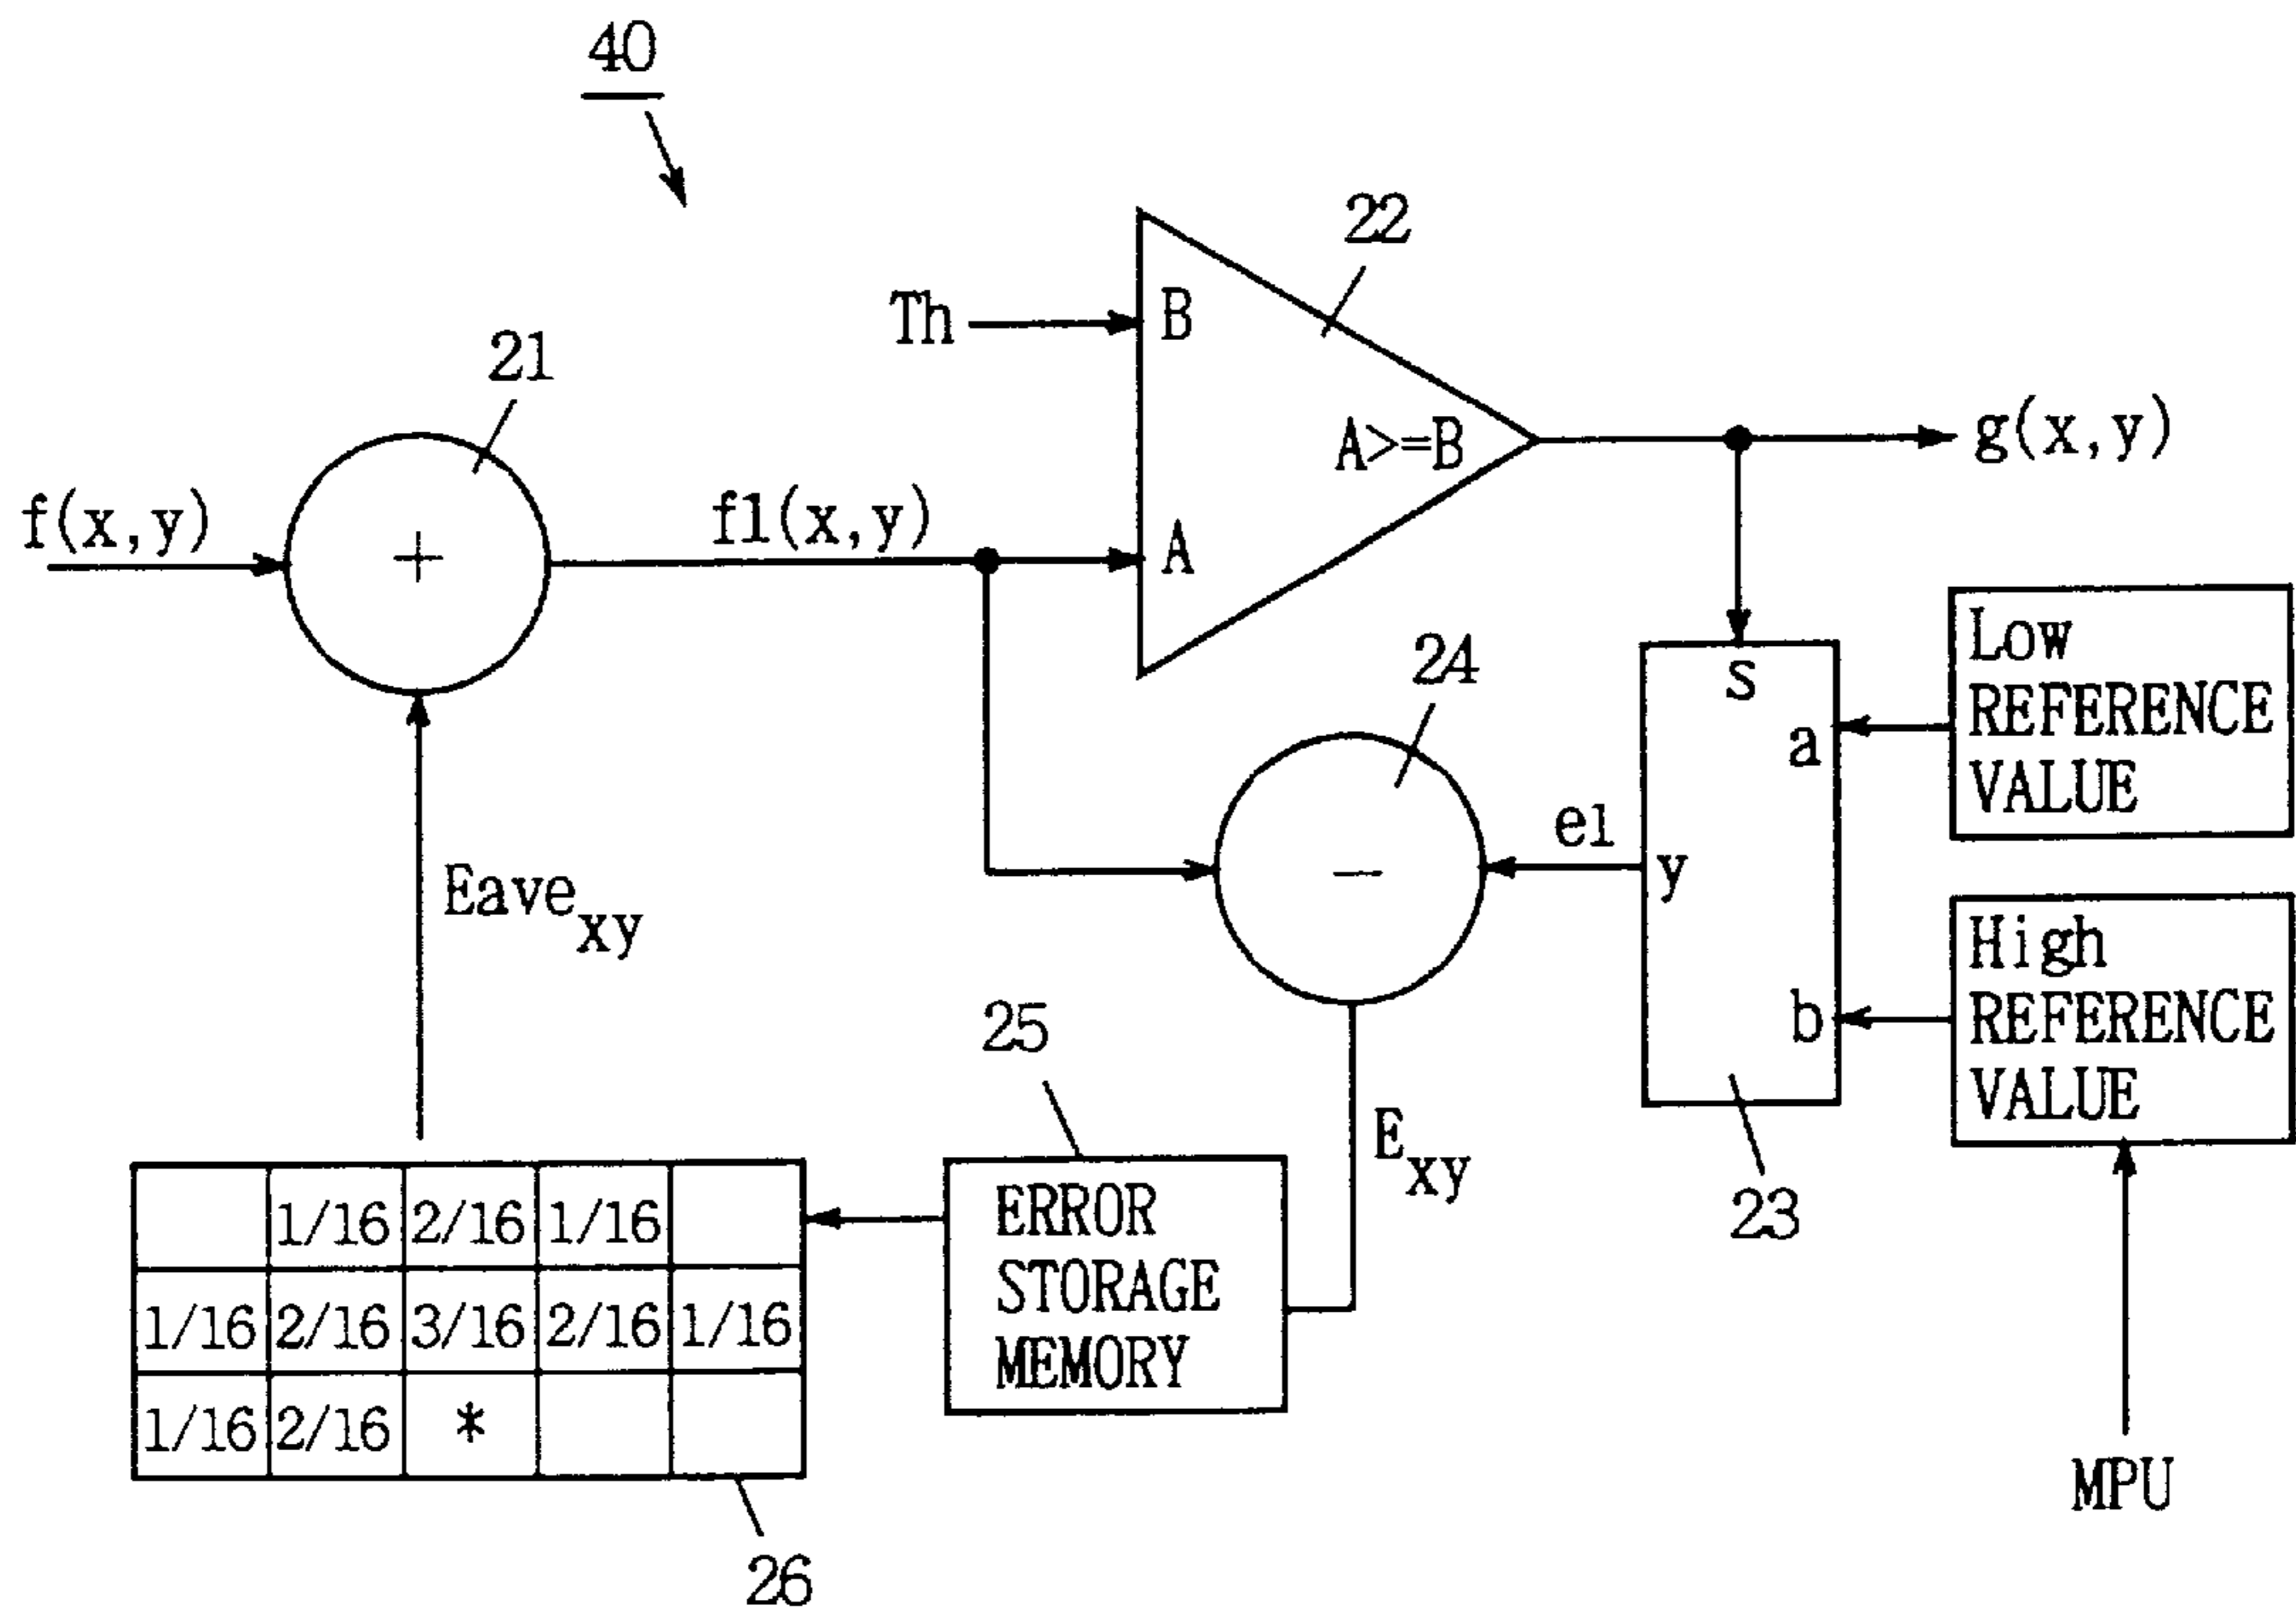 40
22
Th
B
21
A>=B
g(x,y)
f(x,y)
+
f1(x,y)
A
Low
REFERENCE
VALUE
24
s
a
e1
y
−
Eave xy
High
REFERENCE
VALUE
b
25
E xy
23
1/16 2/16 1/16
1/16 2/16 3/16 2/16 1/16
1/16 2/16 *
ERROR
STORAGE
MEMORY
MPU
26